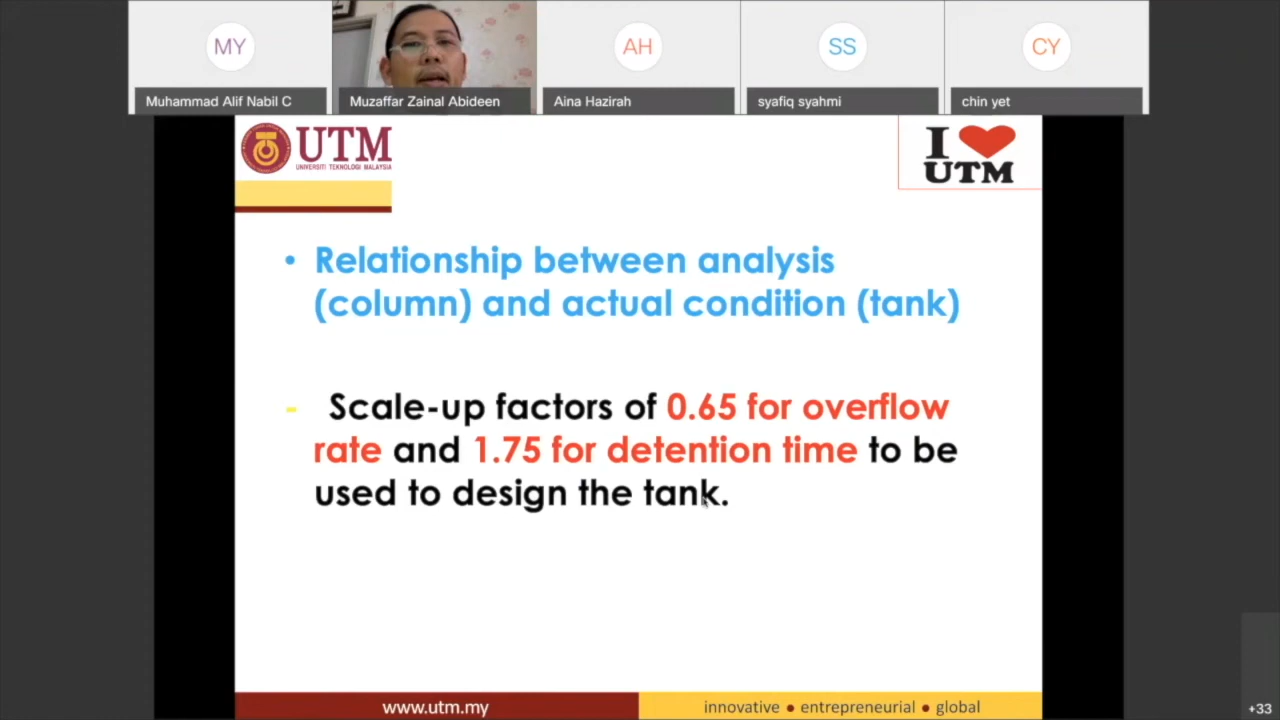 MY
AH
SS
CY
Muhammad Alif Nabil C
Muzaffar Zainal Abideen
Aina Hazirah
syafiq syahmi
chin yet
UTM
UNIVERSITI TEKNOLOGI MALAYSIA
I
UTM
• Relationship between analysis
(column) and actual condition (tank)
- Scale-up factors of 0.65 for overflow
rate and 1.75 for detention time to be
used to design the tank.
www.utm.my
innovative ● entrepreneurial ● global
+33